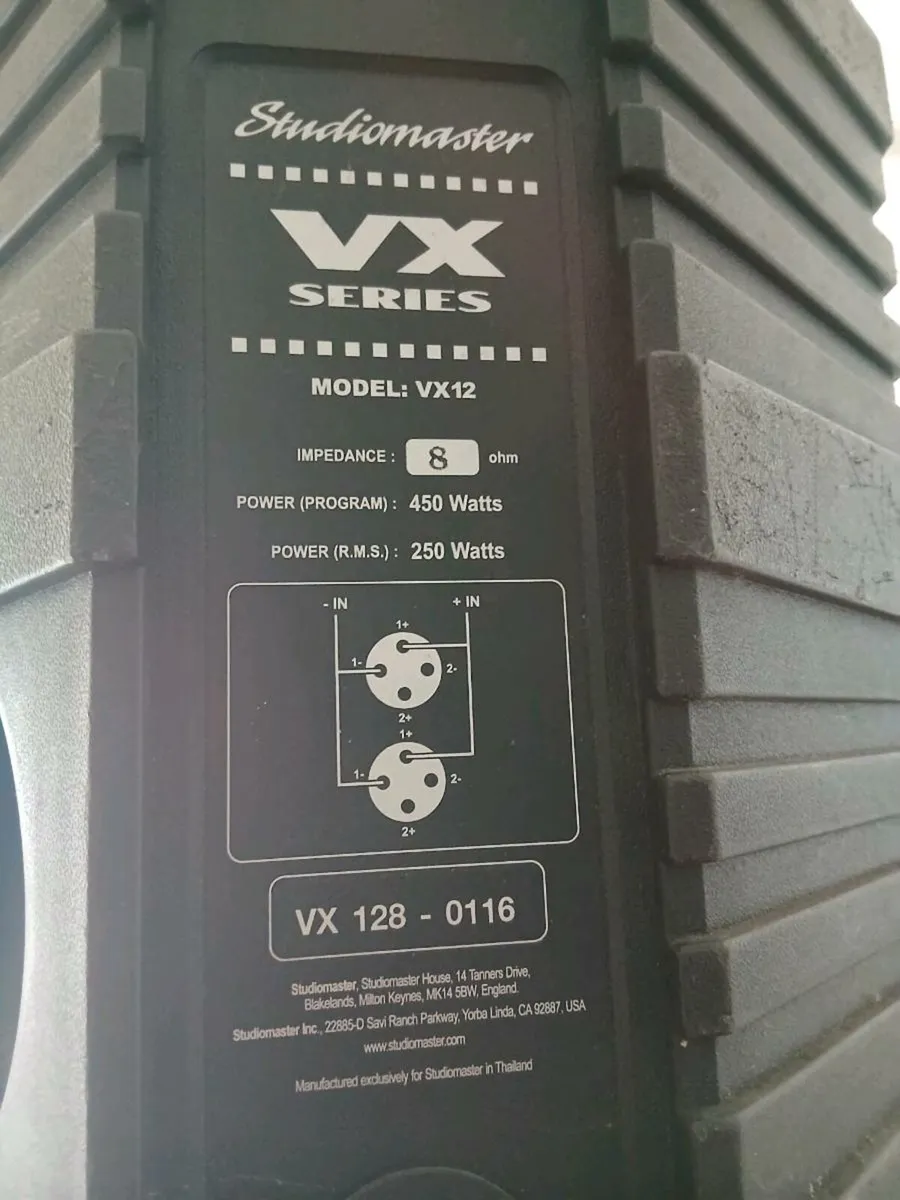 Studiomaster
VX
SERIES
MODEL: VX12
IMPEDANCE : 8 ohm
POWER (PROGRAM) : 450 Watts
POWER (R.M.S.) : 250 Watts
- IN + IN
1+
1- 2-
2+
1+
1- 2-
2+
VX 128 - 0116
Studiomaster, Studiomaster House, 14 Tanners Drive,
Blakelands, Milton Keynes, MK14 5BW, England.
Studiomaster Inc., 22885-D Savi Ranch Parkway, Yorba Linda, CA 92887, USA
www.studiomaster.com
Manufactured exclusively for Studiomaster in Thailand